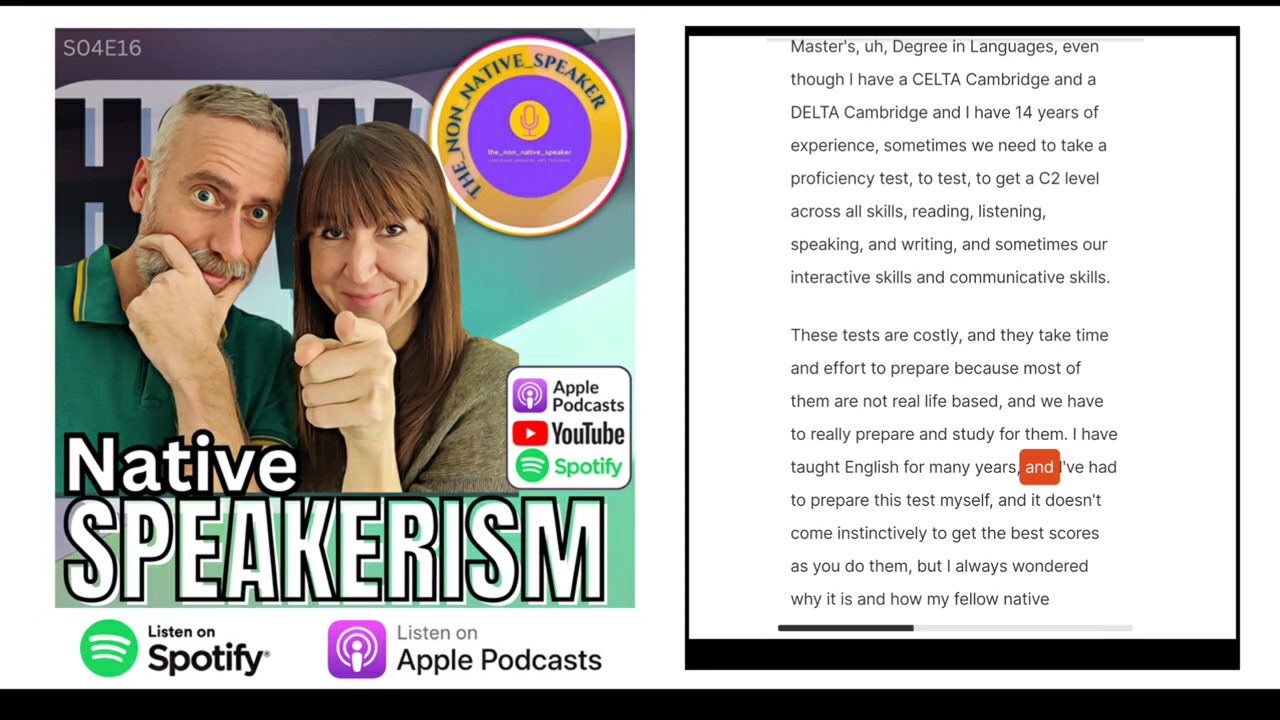 S04E16
THE_NON_NATIVE_SPEAKER
the_non_native_speaker
Apple
Podcasts
YouTube
Spotify
Native
SPEAKERISM
Listen on
Spotify®
Listen on
Apple Podcasts
Master's, uh, Degree in Languages, even
though I have a CELTA Cambridge and a
DELTA Cambridge and I have 14 years of
experience, sometimes we need to take a
proficiency test, to test, to get a C2 level
across all skills, reading, listening,
speaking, and writing, and sometimes our
interactive skills and communicative skills.
These tests are costly, and they take time
and effort to prepare because most of
them are not real life based, and we have
to really prepare and study for them. I have
taught English for many years, and I've had
to prepare this test myself, and it doesn't
come instinctively to get the best scores
as you do them, but I always wondered
why it is and how my fellow native